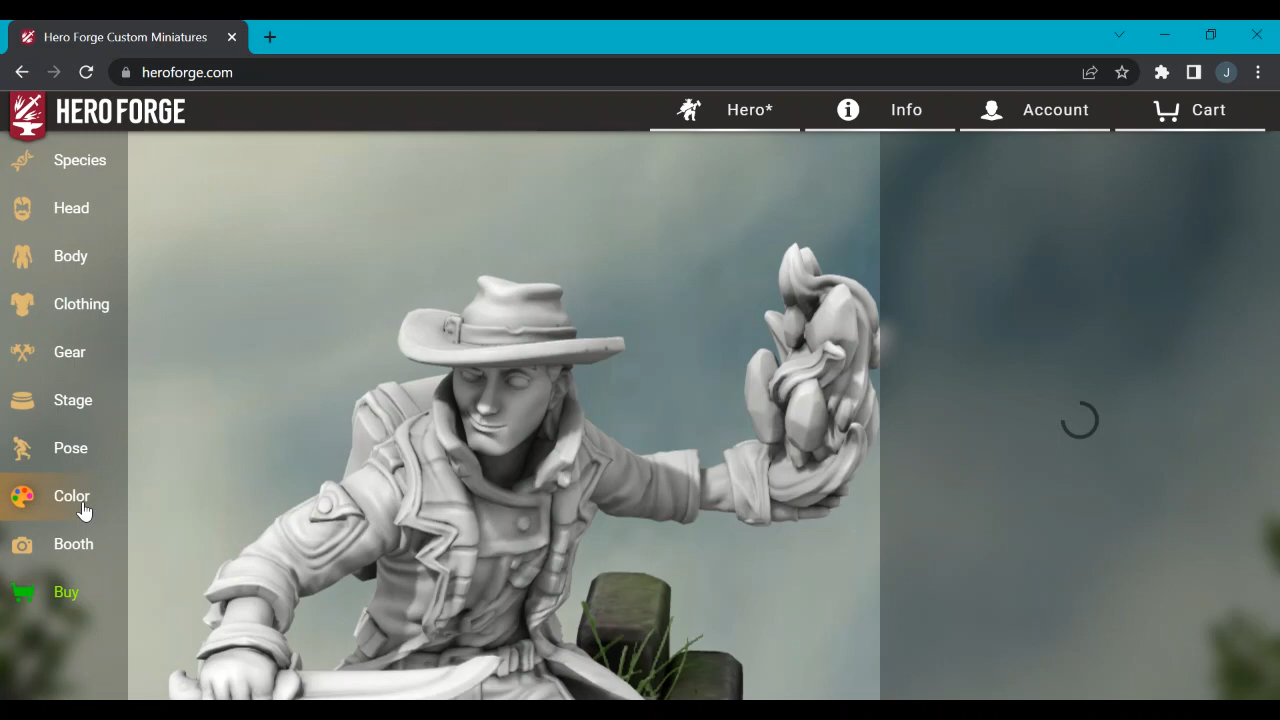 Hero Forge Custom Miniatures
heroforge.com
J
HERO FORGE
Hero*
Info
Account
Cart
Species
Head
Body
Clothing
Gear
Stage
Pose
Color
Booth
Buy